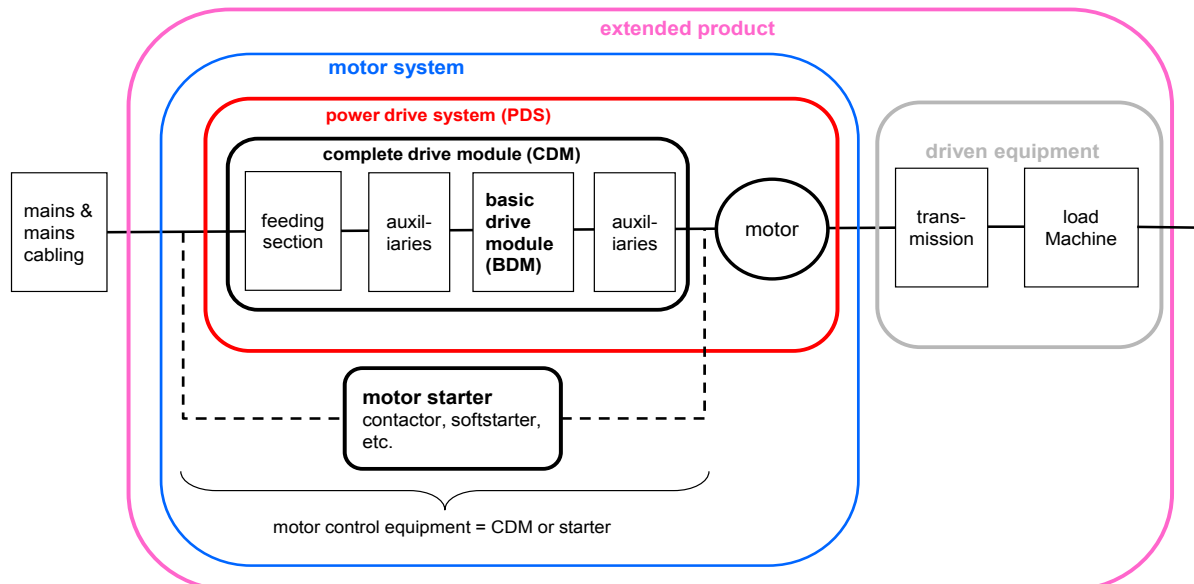 extended product
motor system
power drive system (PDS)
complete drive module (CDM)
driven equipment
mains &
mains
cabling
feeding
section
auxil-
iaries
basic
drive
module
(BDM)
auxil-
iaries
motor
trans-
mission
load
Machine
motor starter
contactor, softstarter,
etc.
motor control equipment = CDM or starter